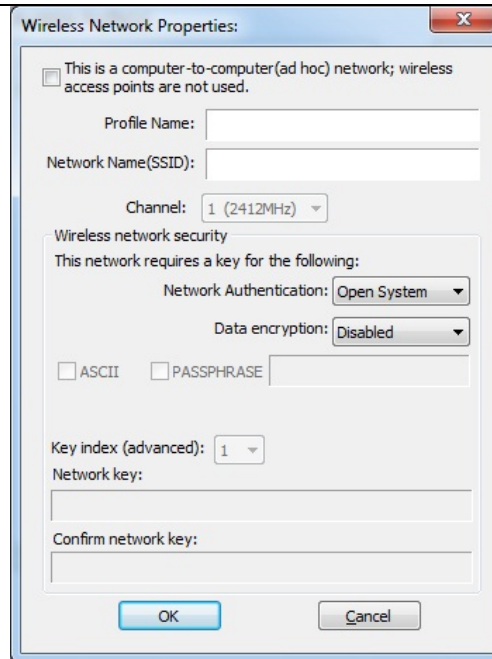 Wireless Network Properties:
This is a computer-to-computer(ad hoc) network; wireless
access points are not used.
Profile Name:
Network Name(SSID):
Channel: 1 (2412MHz)
Wireless network security
This network requires a key for the following:
Network Authentication: Open System
Data encryption: Disabled
ASCII PASSPHRASE
Key index (advanced): 1
Network key:
Confirm network key:
OK Cancel